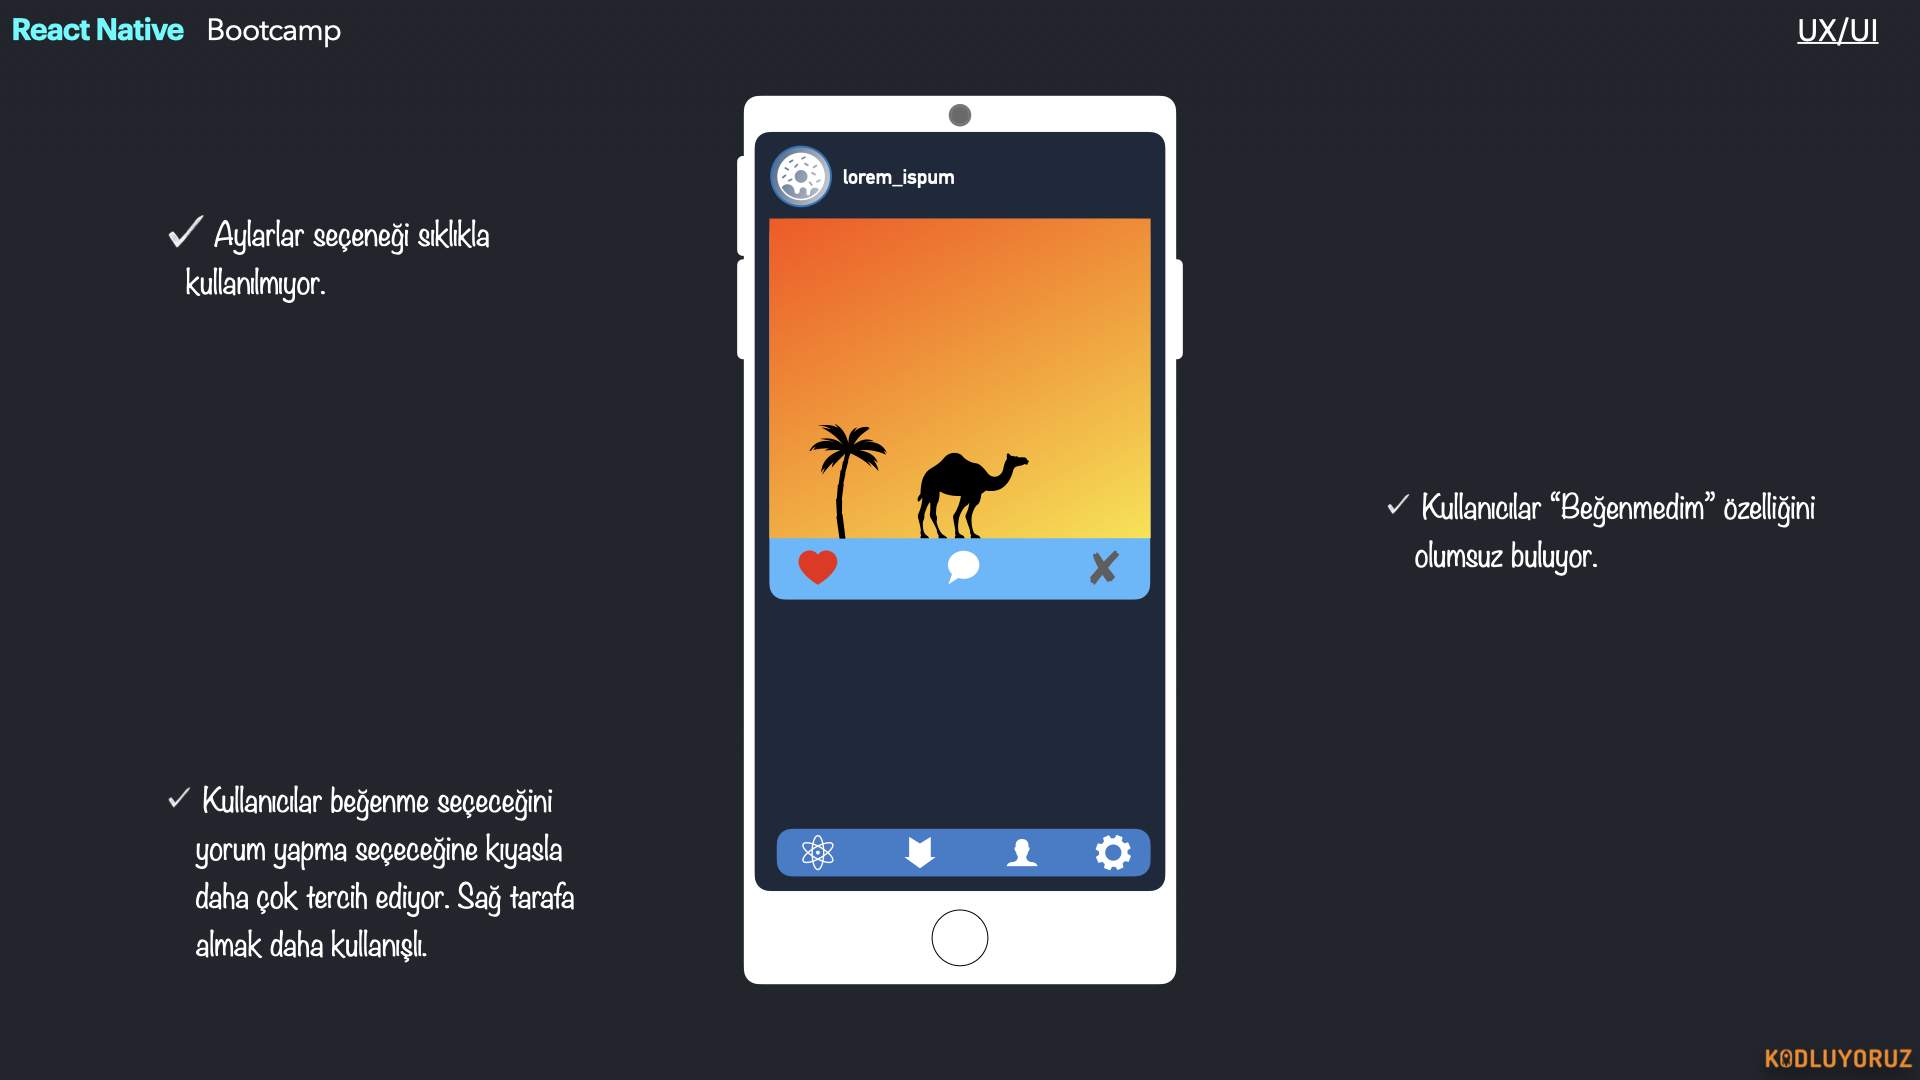 React Native Bootcamp
UX/UI
lorem_ispum
✓ Aylarlar seçeneği sıklıkla
kullanılmıyor.
✓ Kullanıcılar “Beğenmedim” özelliğini
olumsuz buluyor.
✓ Kullanıcılar beğenme seçeceğini
yorum yapma seçeceğine kıyasla
daha çok tercih ediyor. Sağ tarafa
almak daha kullanışlı.
KODLUYORUZ